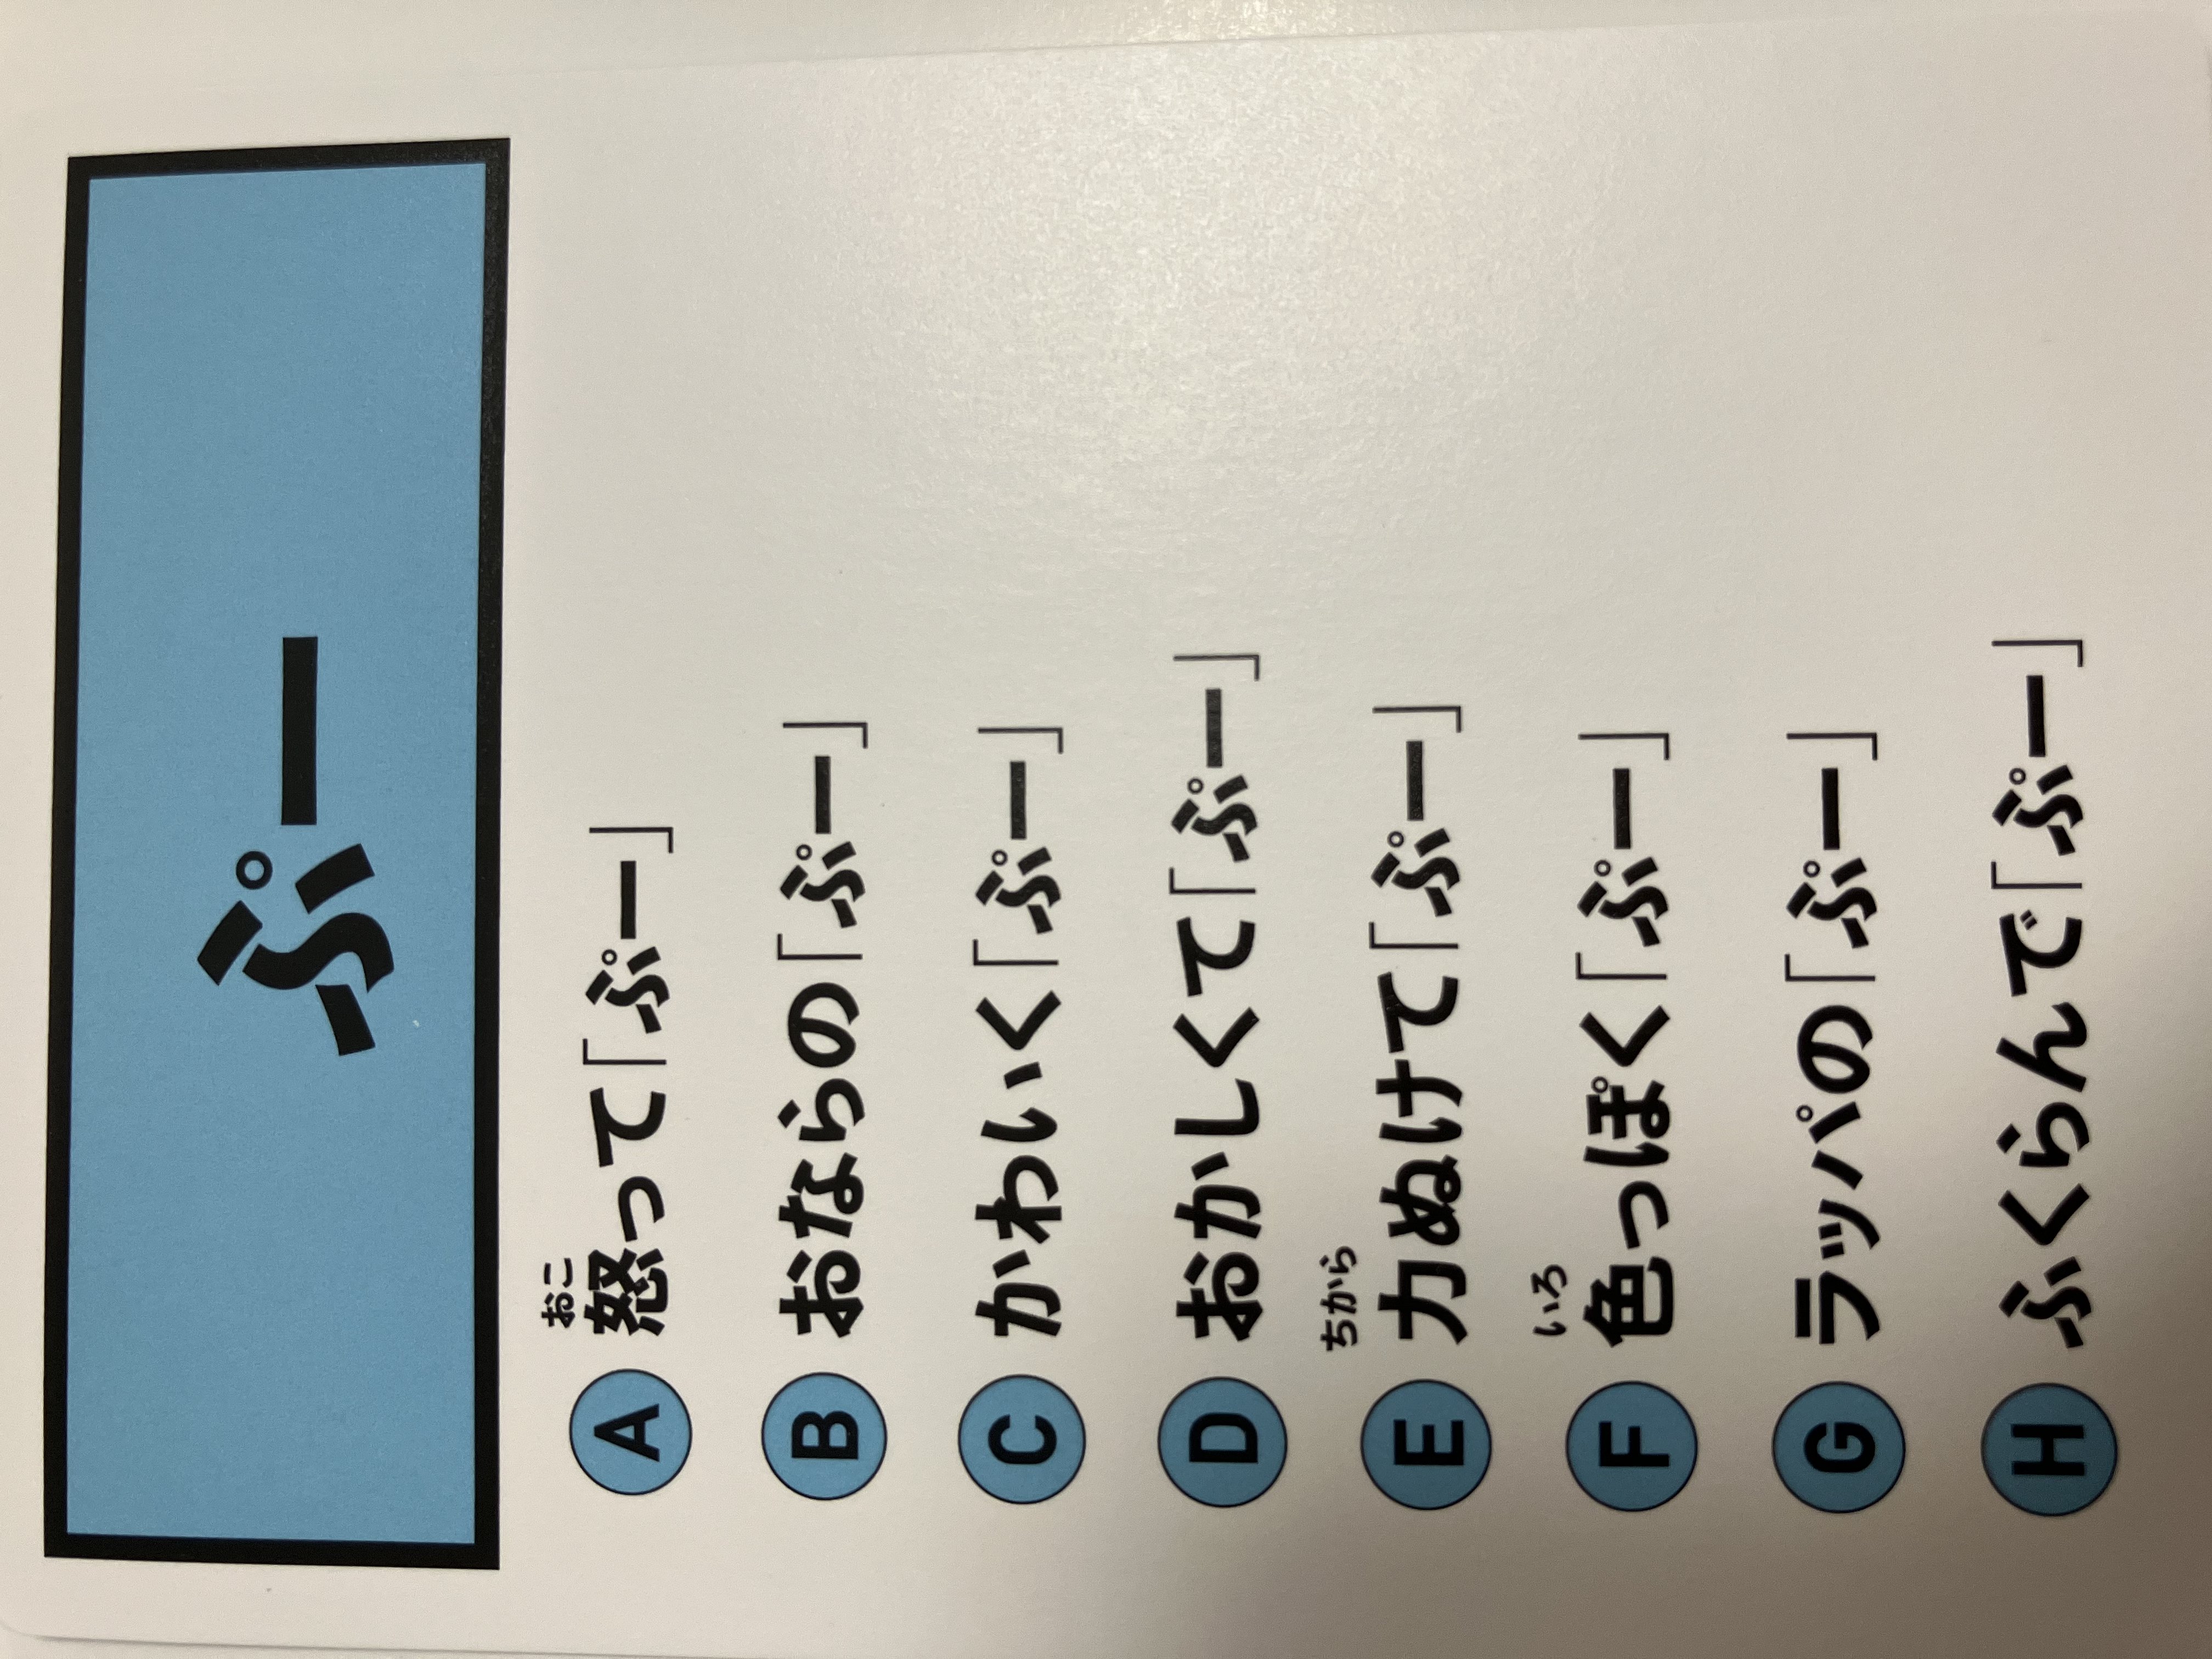 ぷー
おこ
A 怒って「ぷー」
B おならの「ぷー」
C かわいく「ぷー」
D おかしくて「ぷー」
ちから
E 力ぬけて「ぷー」
いろ
F 色っぽく「ぷー」
G ラッパの「ぷー」
H ふくらんで「ぷー」